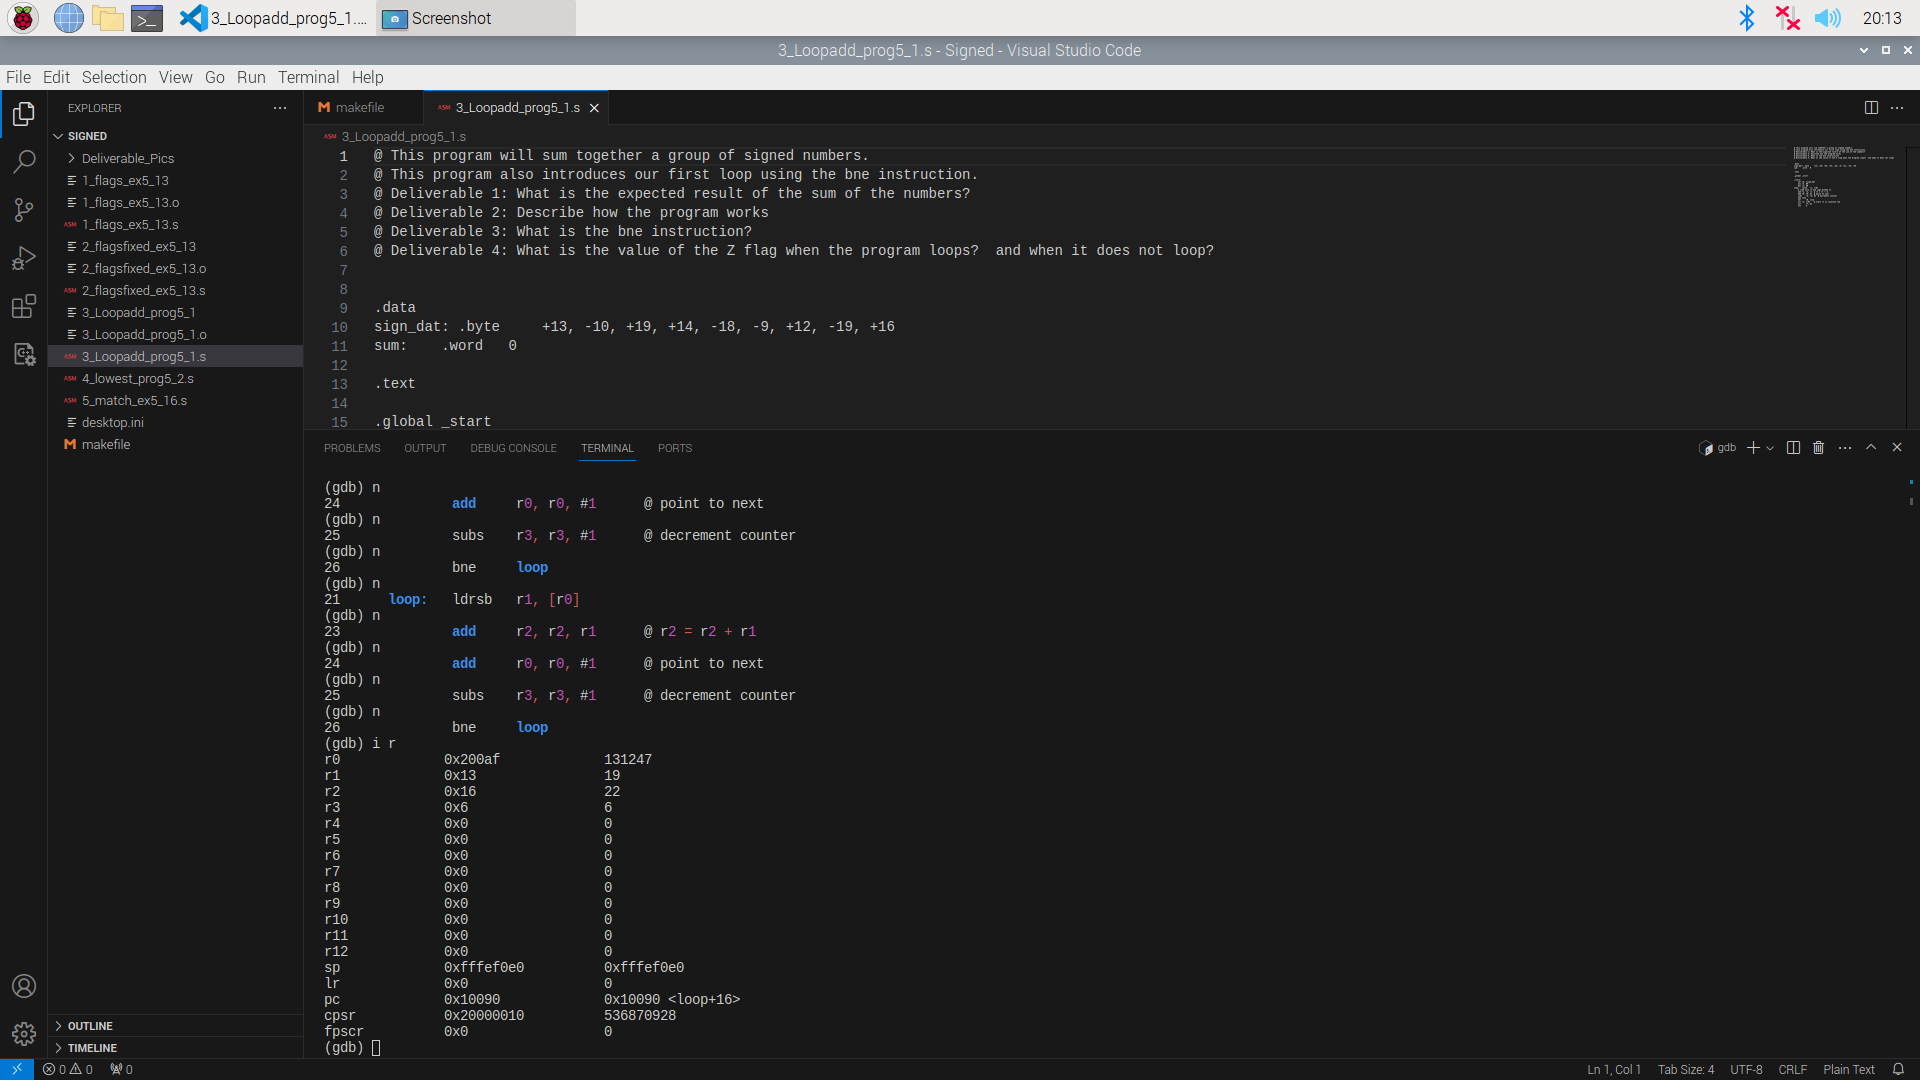 3_Loopadd_prog5_1.... Screenshot 20:13
3_Loopadd_prog5_1.s - Signed - Visual Studio Code
File Edit Selection View Go Run Terminal Help
EXPLORER
SIGNED
Deliverable_Pics
1_flags_ex5_13
1_flags_ex5_13.o
ASM 1_flags_ex5_13.s
2_flagsfixed_ex5_13
2_flagsfixed_ex5_13.o
ASM 2_flagsfixed_ex5_13.s
3_Loopadd_prog5_1
3_Loopadd_prog5_1.o
ASM 3_Loopadd_prog5_1.s
ASM 4_lowest_prog5_2.s
ASM 5_match_ex5_16.s
desktop.ini
M makefile
OUTLINE
TIMELINE
M makefile ASM 3_Loopadd_prog5_1.s
ASM 3_Loopadd_prog5_1.s
1 @ This program will sum together a group of signed numbers.
2 @ This program also introduces our first loop using the bne instruction.
3 @ Deliverable 1: What is the expected result of the sum of the numbers?
4 @ Deliverable 2: Describe how the program works
5 @ Deliverable 3: What is the bne instruction?
6 @ Deliverable 4: What is the value of the Z flag when the program loops?  and when it does not loop?
7
8
9 .data
10 sign_dat: .byte     +13, -10, +19, +14, -18, -9, +12, -19, +16
11 sum:    .word   0
12
13 .text
14
15 .global _start
PROBLEMS OUTPUT DEBUG CONSOLE TERMINAL PORTS gdb
(gdb) n
24 add r0, r0, #1 @ point to next
(gdb) n
25 subs r3, r3, #1 @ decrement counter
(gdb) n
26 bne loop
(gdb) n
21 loop: ldrsb r1, [r0]
(gdb) n
23 add r2, r2, r1 @ r2 = r2 + r1
(gdb) n
24 add r0, r0, #1 @ point to next
(gdb) n
25 subs r3, r3, #1 @ decrement counter
(gdb) n
26 bne loop
(gdb) i r
r0 0x200af 131247
r1 0x13 19
r2 0x16 22
r3 0x6 6
r4 0x0 0
r5 0x0 0
r6 0x0 0
r7 0x0 0
r8 0x0 0
r9 0x0 0
r10 0x0 0
r11 0x0 0
r12 0x0 0
sp 0xfffef0e0 0xfffef0e0
lr 0x0 0
pc 0x10090 0x10090 <loop+16>
cpsr 0x20000010 536870928
fpscr 0x0 0
(gdb)
0 0 0 Ln 1, Col 1 Tab Size: 4 UTF-8 CRLF Plain Text